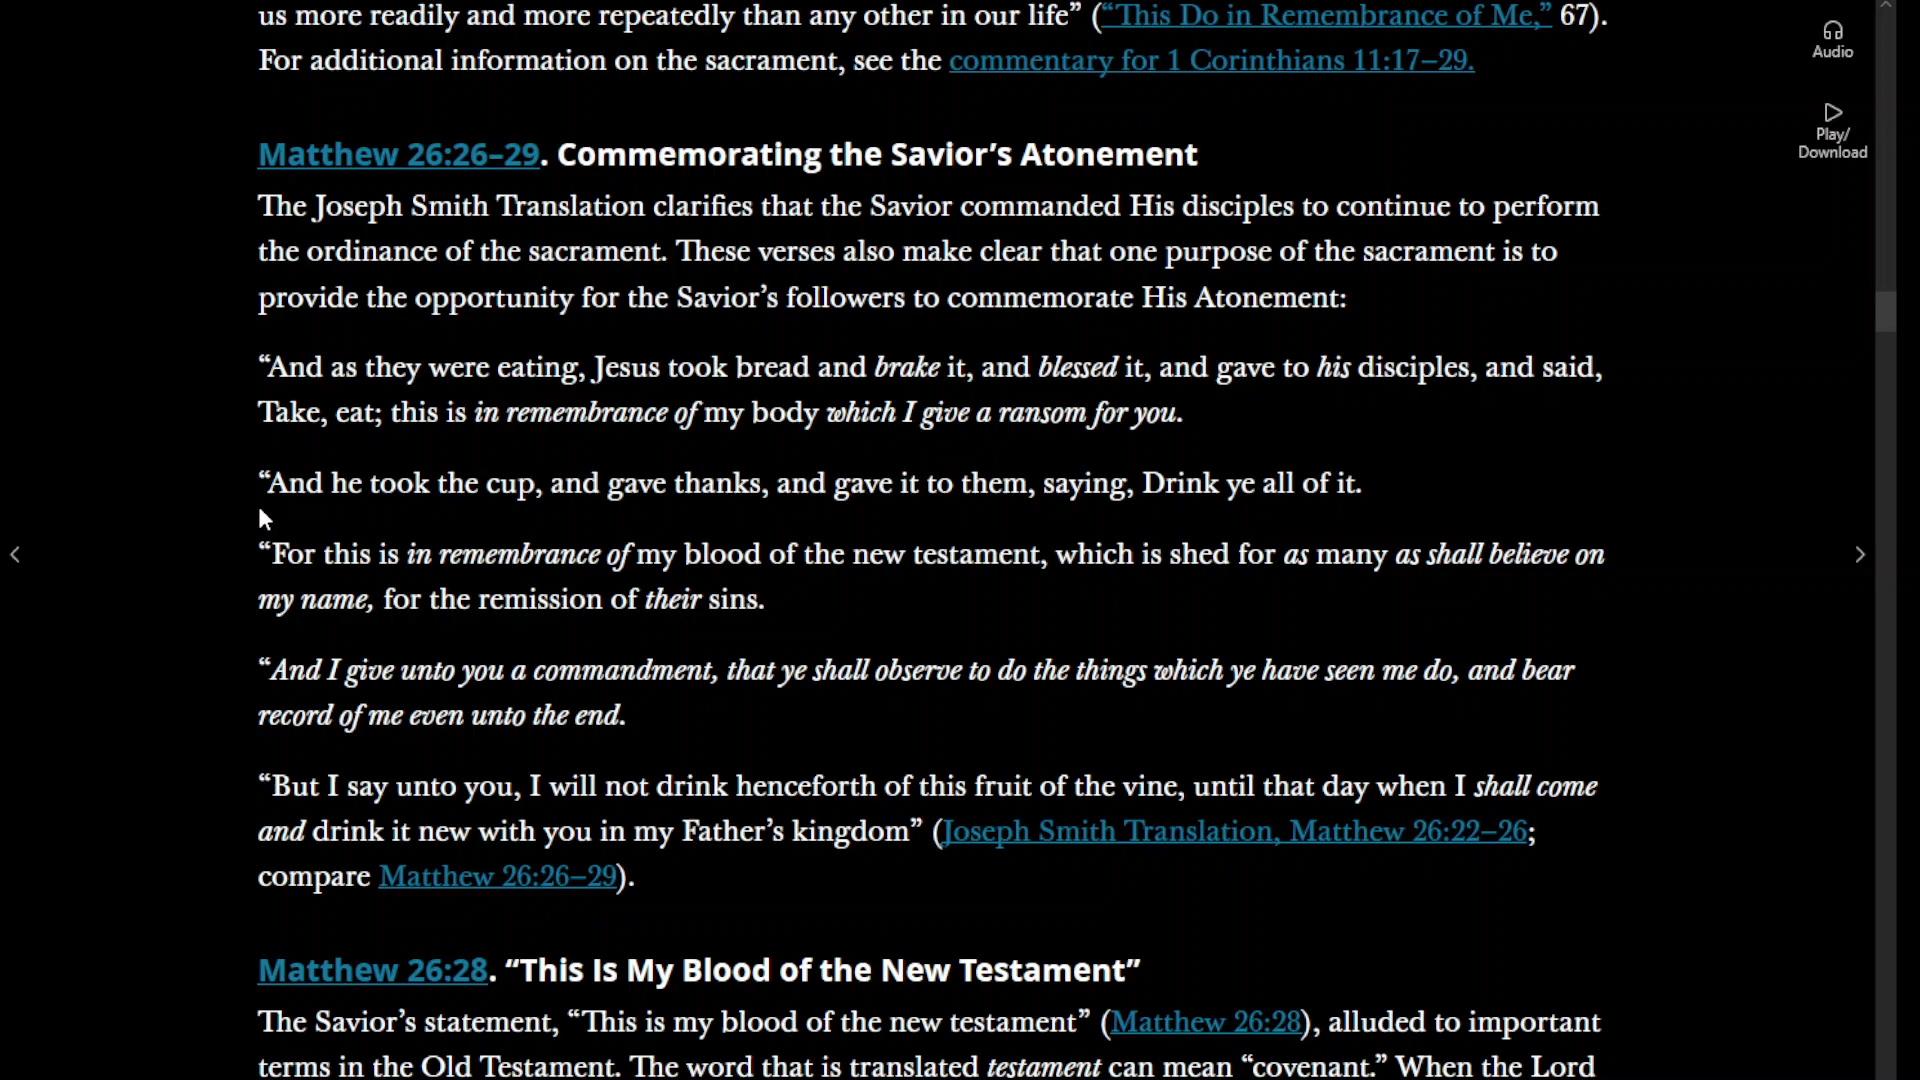 us more readily and more repeatedly than any other in our life” (“This Do in Remembrance of Me,” 67).
For additional information on the sacrament, see the commentary for 1 Corinthians 11:17–29.
Matthew 26:26–29. Commemorating the Savior’s Atonement
The Joseph Smith Translation clarifies that the Savior commanded His disciples to continue to perform
the ordinance of the sacrament. These verses also make clear that one purpose of the sacrament is to
provide the opportunity for the Savior’s followers to commemorate His Atonement:
“And as they were eating, Jesus took bread and brake it, and blessed it, and gave to his disciples, and said,
Take, eat; this is in remembrance of my body which I give a ransom for you.
“And he took the cup, and gave thanks, and gave it to them, saying, Drink ye all of it.
“For this is in remembrance of my blood of the new testament, which is shed for as many as shall believe on
my name, for the remission of their sins.
“And I give unto you a commandment, that ye shall observe to do the things which ye have seen me do, and bear
record of me even unto the end.
“But I say unto you, I will not drink henceforth of this fruit of the vine, until that day when I shall come
and drink it new with you in my Father’s kingdom” (Joseph Smith Translation, Matthew 26:22–26;
compare Matthew 26:26–29).
Matthew 26:28. “This Is My Blood of the New Testament”
The Savior’s statement, “This is my blood of the new testament” (Matthew 26:28), alluded to important
terms in the Old Testament. The word that is translated testament can mean “covenant.” When the Lord
Audio
Play/
Download